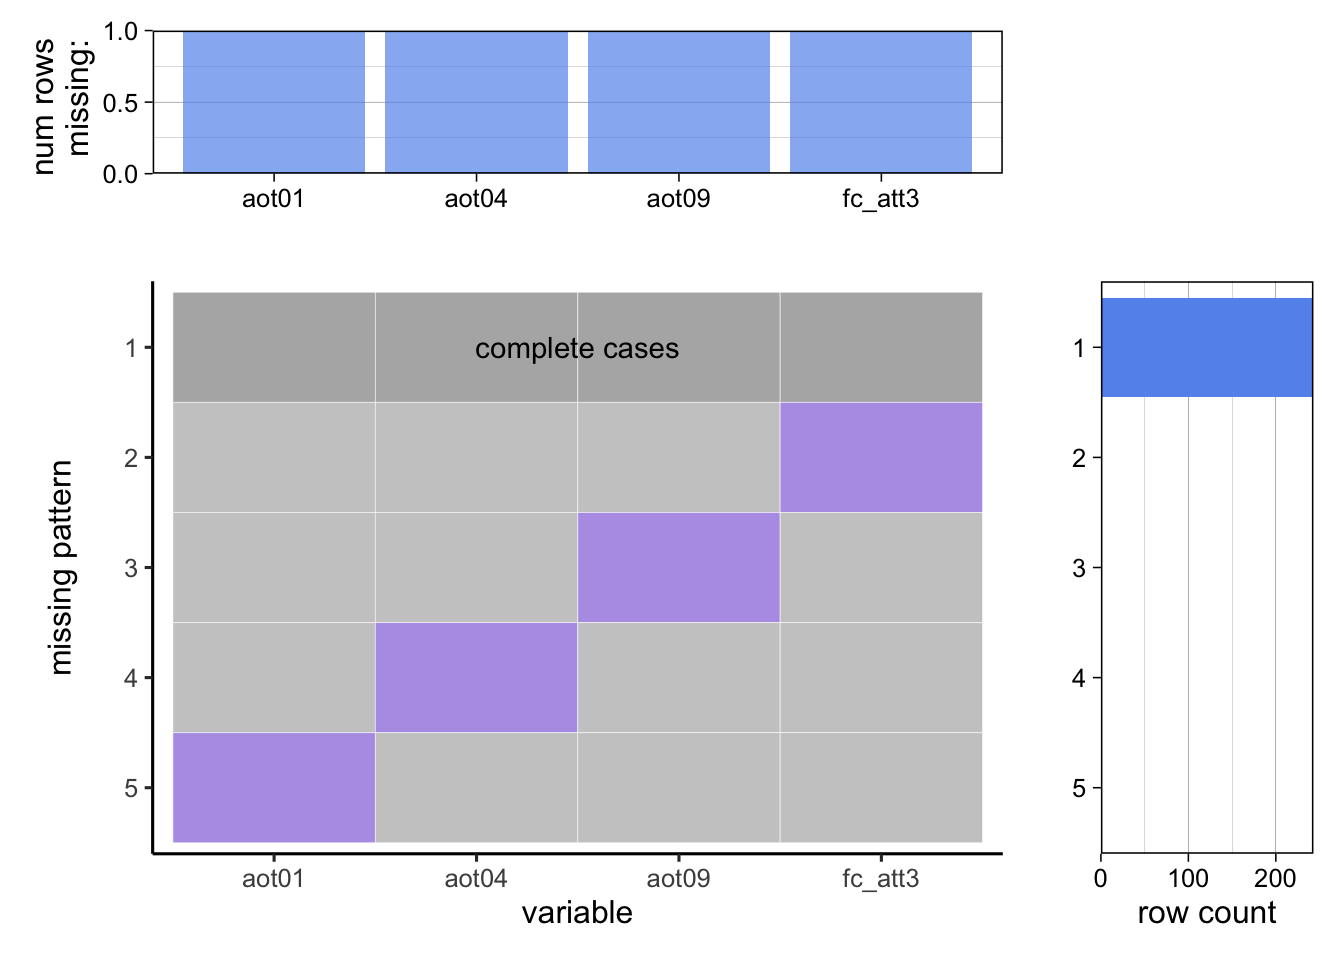 num rows
missing:
1.0
0.5
0.0
aot01 aot04 aot09 fc_att3
missing pattern
1
2
3
4
5
complete cases
aot01 aot04 aot09 fc_att3
variable
1
2
3
4
5
0 100 200
row count